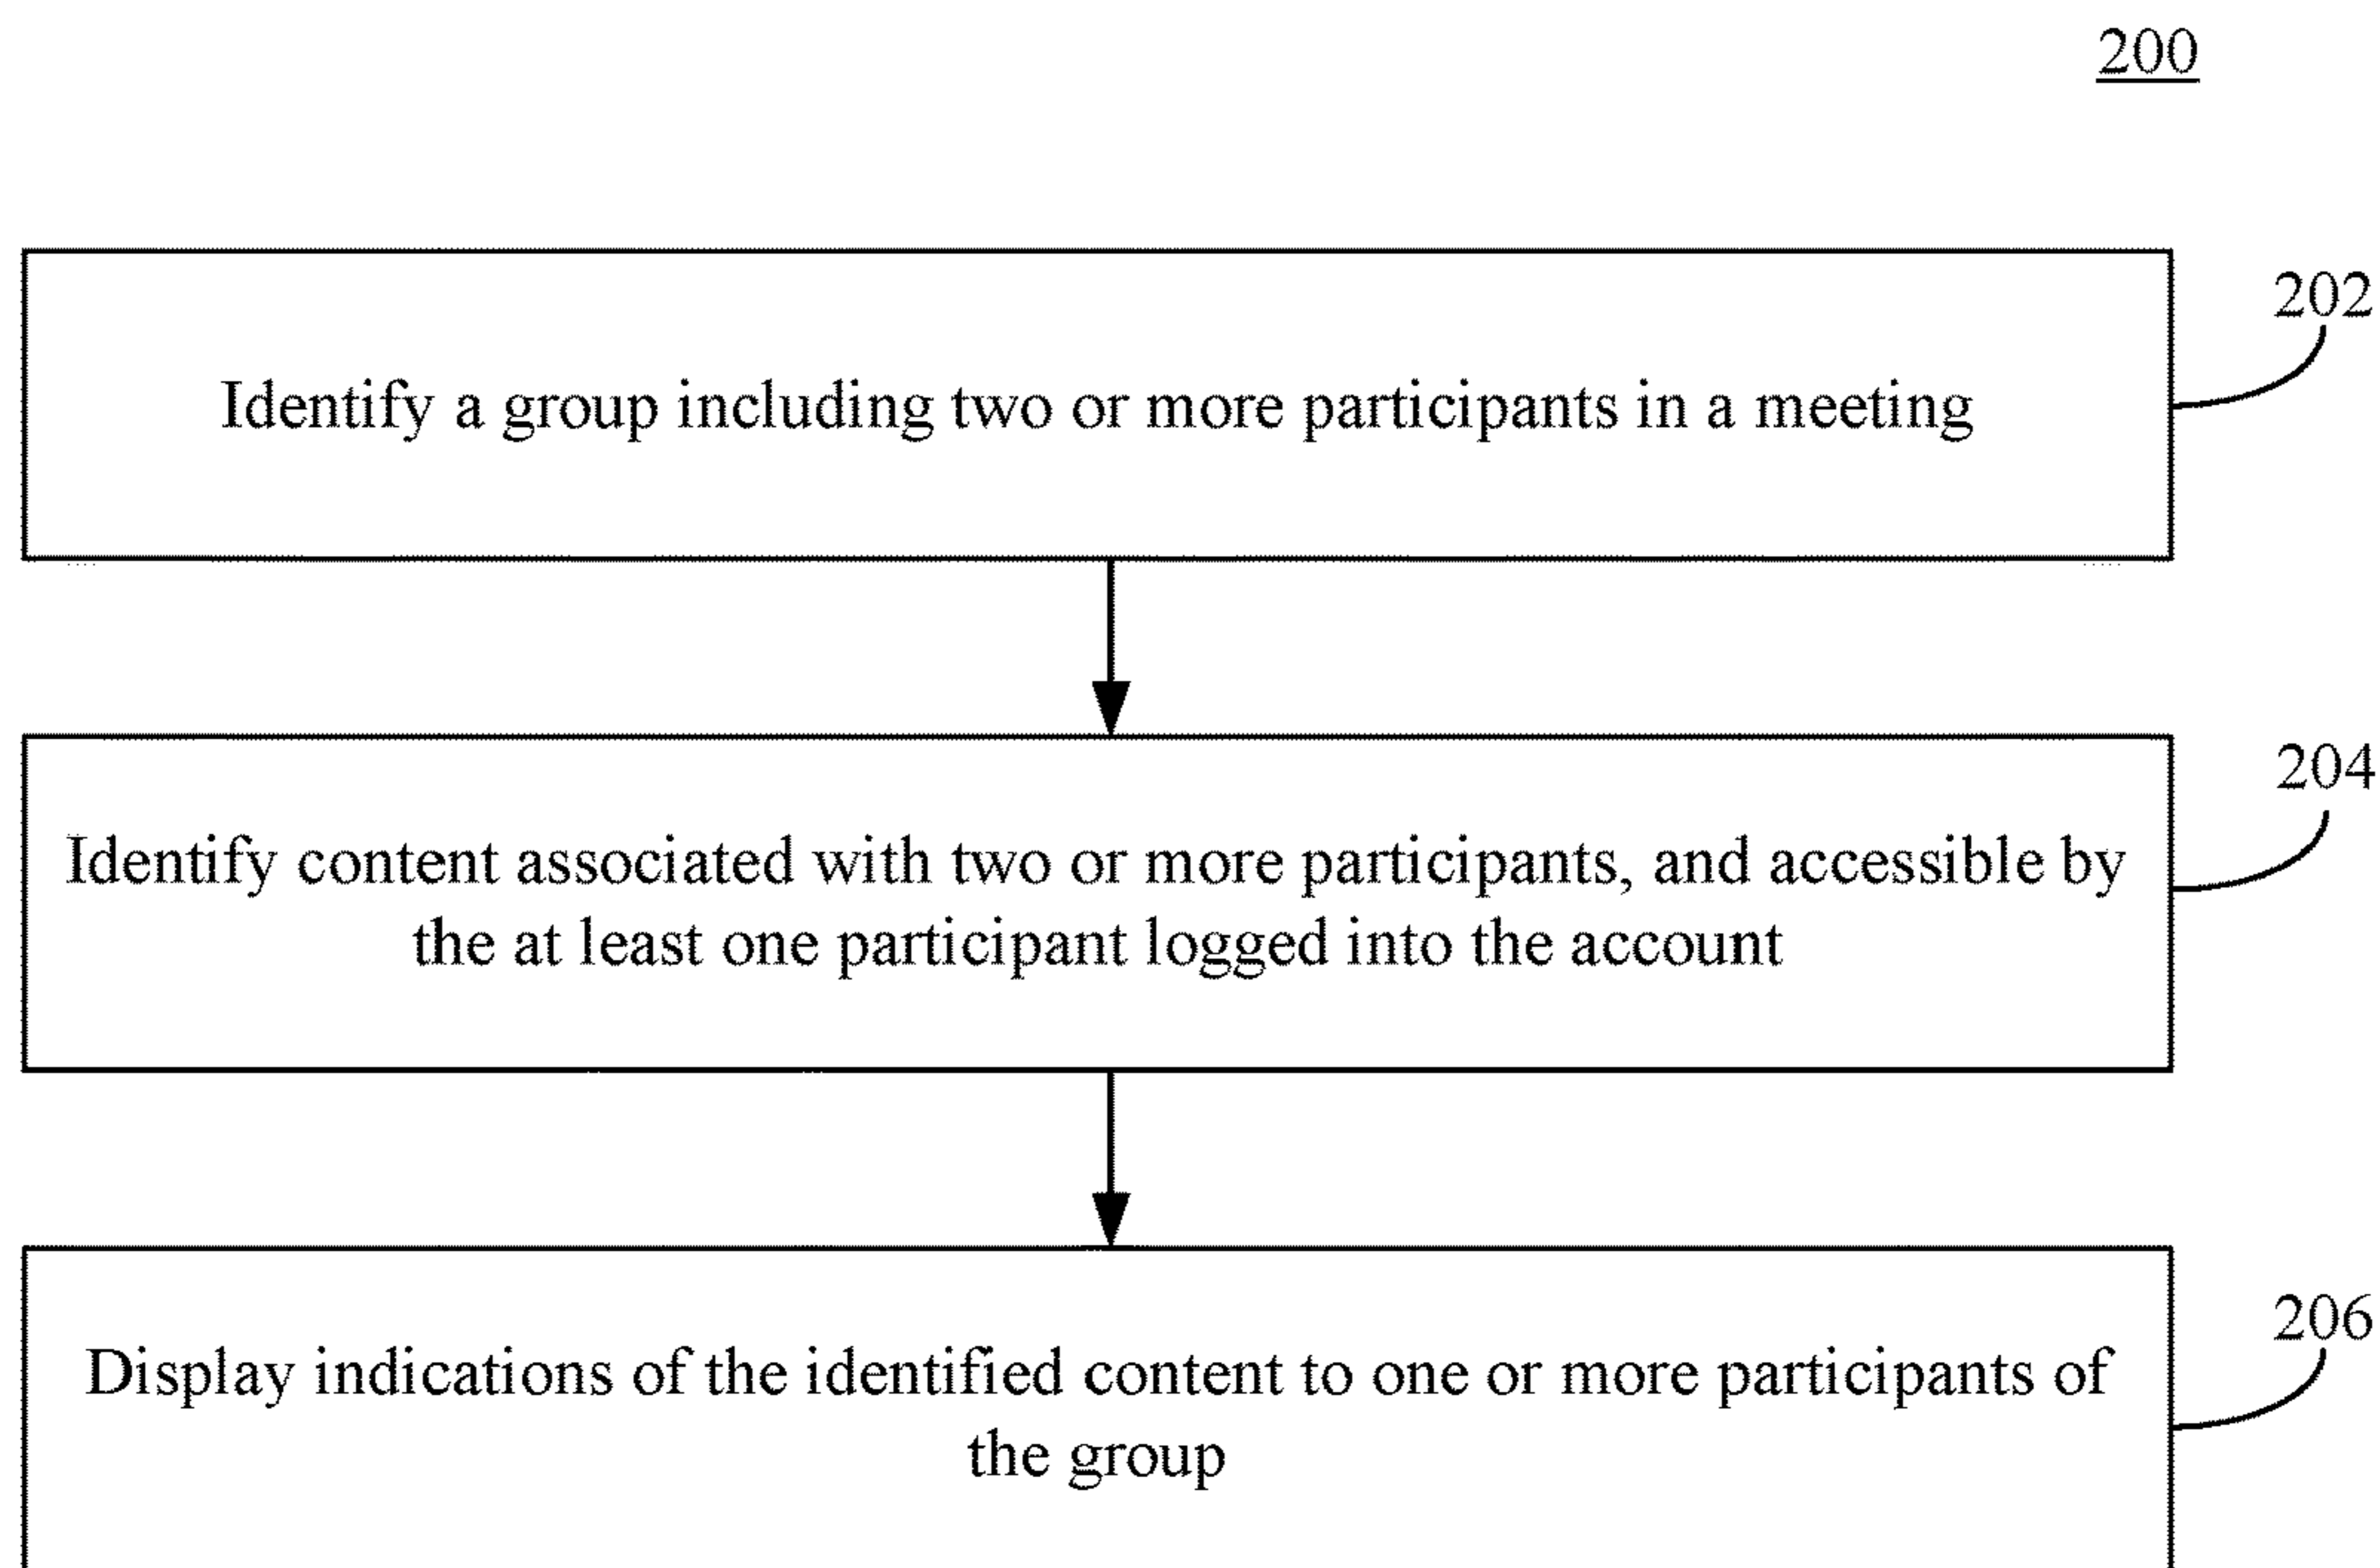 200
202
Identify a group including two or more participants in a meeting
204
Identify content associated with two or more participants, and accessible by
the at least one participant logged into the account
206
Display indications of the identified content to one or more participants of
the group